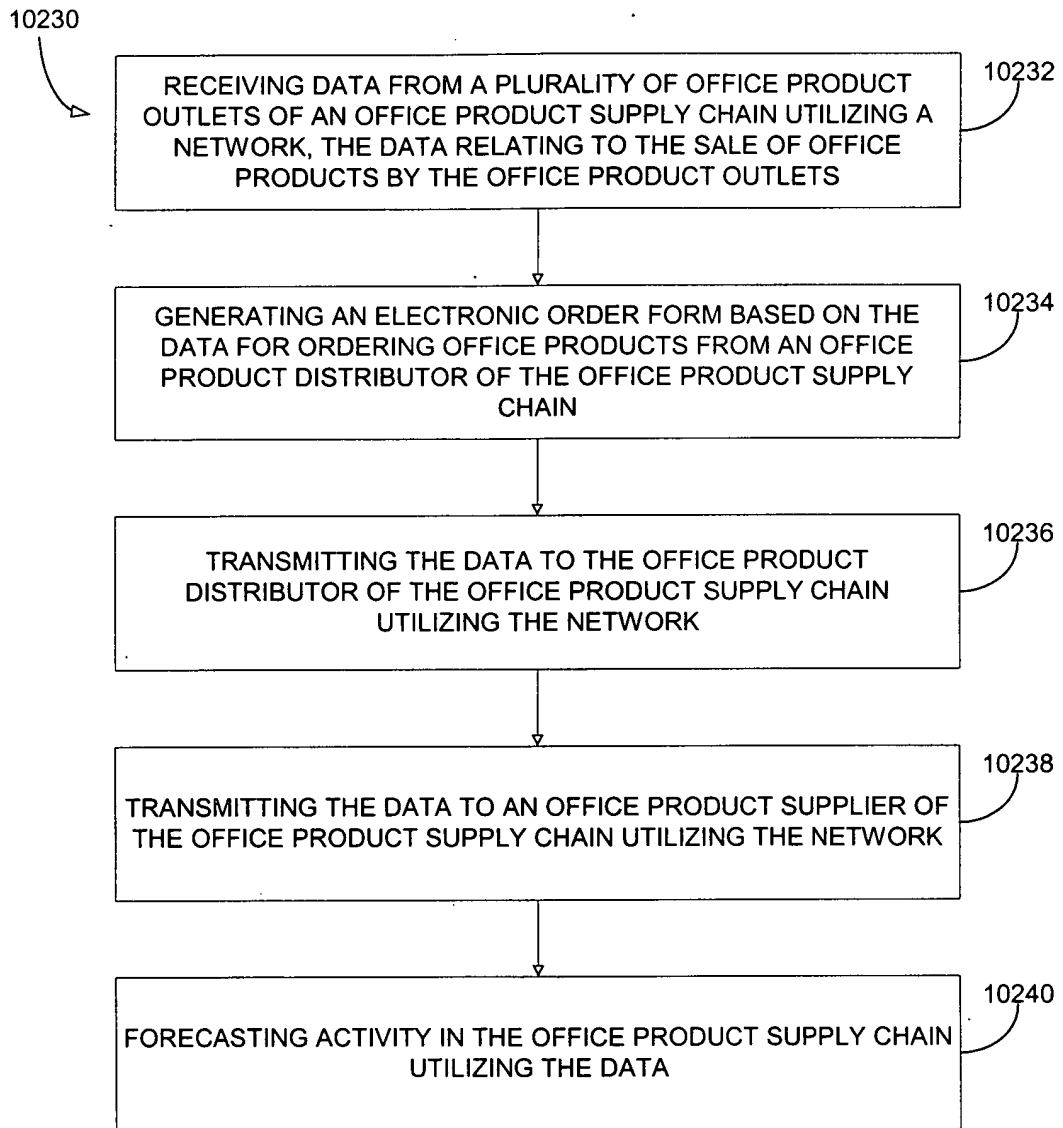 10230
RECEIVING DATA FROM A PLURALITY OF OFFICE PRODUCT
OUTLETS OF AN OFFICE PRODUCT SUPPLY CHAIN UTILIZING A
NETWORK, THE DATA RELATING TO THE SALE OF OFFICE
PRODUCTS BY THE OFFICE PRODUCT OUTLETS
10232
GENERATING AN ELECTRONIC ORDER FORM BASED ON THE
DATA FOR ORDERING OFFICE PRODUCTS FROM AN OFFICE
PRODUCT DISTRIBUTOR OF THE OFFICE PRODUCT SUPPLY
CHAIN
10234
TRANSMITTING THE DATA TO THE OFFICE PRODUCT
DISTRIBUTOR OF THE OFFICE PRODUCT SUPPLY CHAIN
UTILIZING THE NETWORK
10236
TRANSMITTING THE DATA TO AN OFFICE PRODUCT SUPPLIER OF
THE OFFICE PRODUCT SUPPLY CHAIN UTILIZING THE NETWORK
10238
FORECASTING ACTIVITY IN THE OFFICE PRODUCT SUPPLY CHAIN
UTILIZING THE DATA
10240